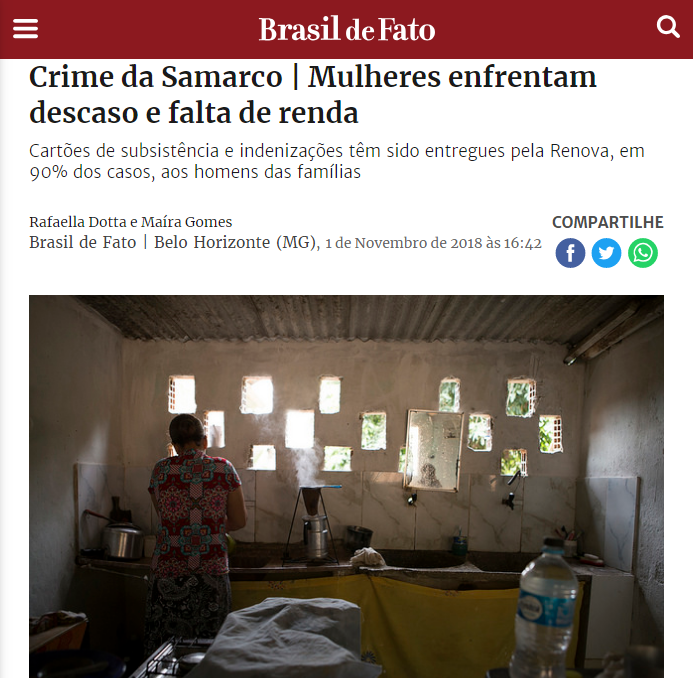 Brasil de Fato
Crime da Samarco | Mulheres enfrentam
descaso e falta de renda
Cartões de subsistência e indenizações têm sido entregues pela Renova, em
90% dos casos, aos homens das famílias
Rafaella Dotta e Maíra Gomes
Brasil de Fato | Belo Horizonte (MG), 1 de Novembro de 2018 às 16:42
COMPARTILHE